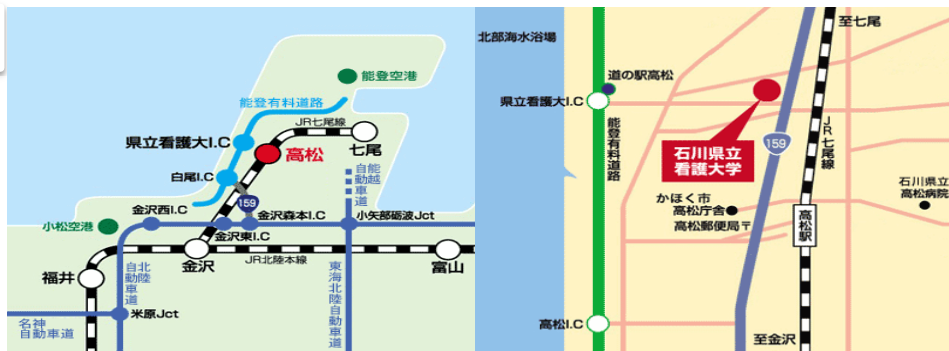 能登空港
能登有料道路
JR七尾線
県立看護大I.C
七尾
高松
白尾I.C
能越
自動車道
159
金沢西I.C
金沢森本I.C
小矢部砺波Jct
小松空港
金沢東I.C
金沢
JR北陸本線
富山
福井
北陸
自動車道
東海北陸自動車道
米原Jct
名神
自動車道
至七尾
北部海水浴場
道の駅高松
県立看護大I.C
能登有料道路
159
JR七尾線
石川県立
看護大学
石川県立
高松病院
かほく市
高松庁舎
高松郵便局〒
高松駅
高松I.C
至金沢